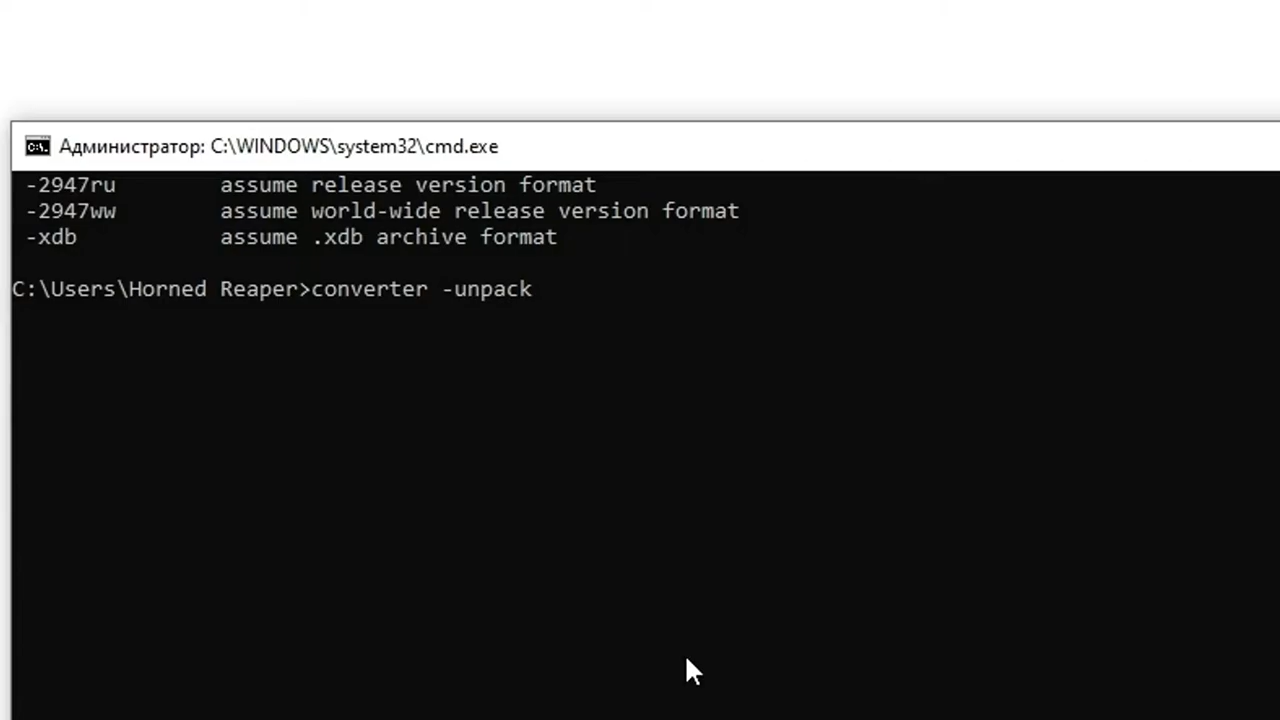 Администратор: C:\WINDOWS\system32\cmd.exe
-2947ru assume release version format
-2947ww assume world-wide release version format
-xdb assume .xdb archive format
C:\Users\Horned Reaper>converter -unpack